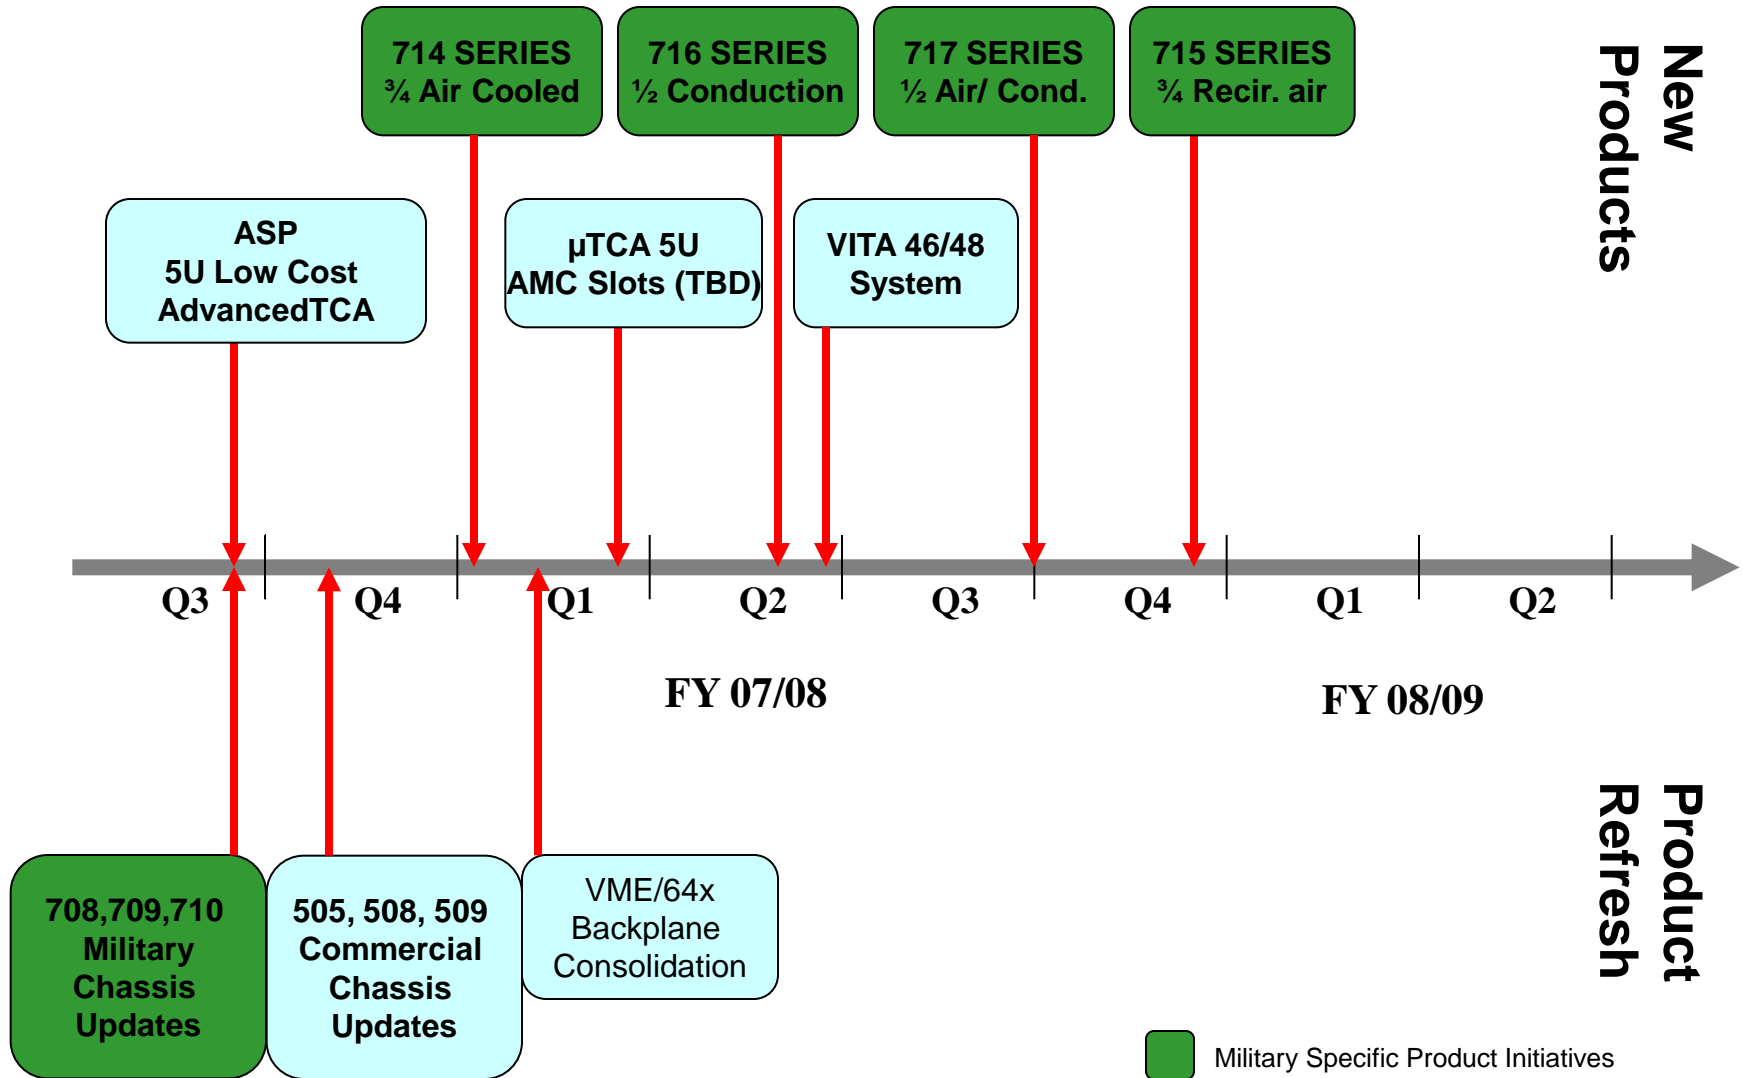 714 SERIES
¾ Air Cooled
716 SERIES
½ Conduction
717 SERIES
½ Air/ Cond.
715 SERIES
¾ Recir. air
New
Products
ASP
5U Low Cost
AdvancedTCA
µTCA 5U
AMC Slots (TBD)
VITA 46/48
System
Q3
Q4
Q1
Q2
Q3
Q4
Q1
Q2
FY 07/08
FY 08/09
Product
Refresh
708,709,710
Military
Chassis
Updates
505, 508, 509
Commercial
Chassis
Updates
VME/64x
Backplane
Consolidation
Military Specific Product Initiatives